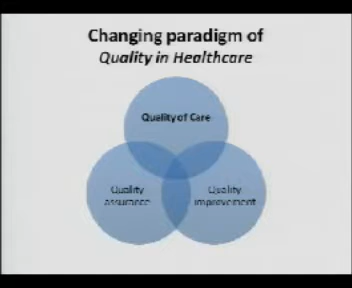 Changing paradigm of
Quality in Healthcare
Quality of Care
Quality
assurance
Quality
improvement